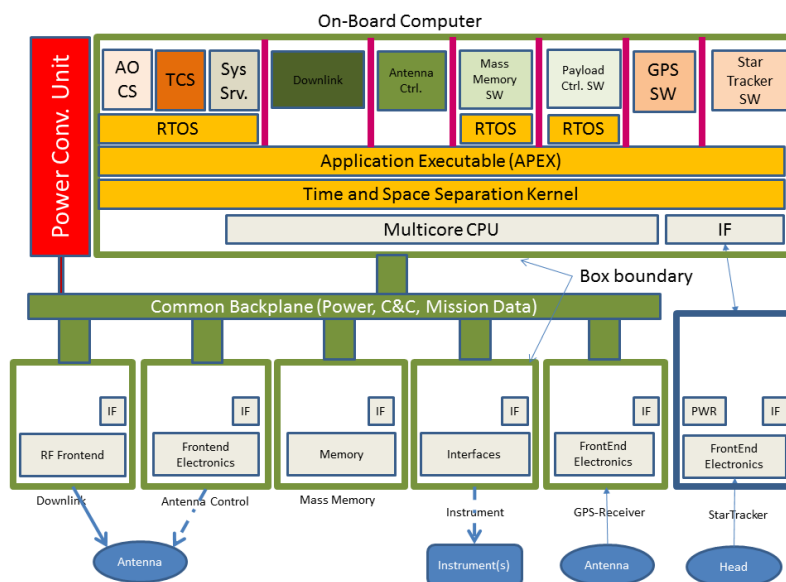 On-Board Computer
Power Conv. Unit
AO
CS
TCS
Sys
Srv.
Downlink
Antenna
Ctrl.
Mass
Memory
SW
Payload
Ctrl. SW
GPS
SW
Star
Tracker
SW
RTOS
RTOS
RTOS
Application Executable (APEX)
Time and Space Separation Kernel
Multicore CPU
IF
Box boundary
Common Backplane (Power, C&C, Mission Data)
IF
IF
IF
IF
IF
PWR
IF
RF Frontend
Frontend
Electronics
Memory
Interfaces
FrontEnd
Electronics
FrontEnd
Electronics
Downlink
Antenna Control
Mass Memory
Instrument
GPS-Receiver
StarTracker
Antenna
Instrument(s)
Antenna
Head